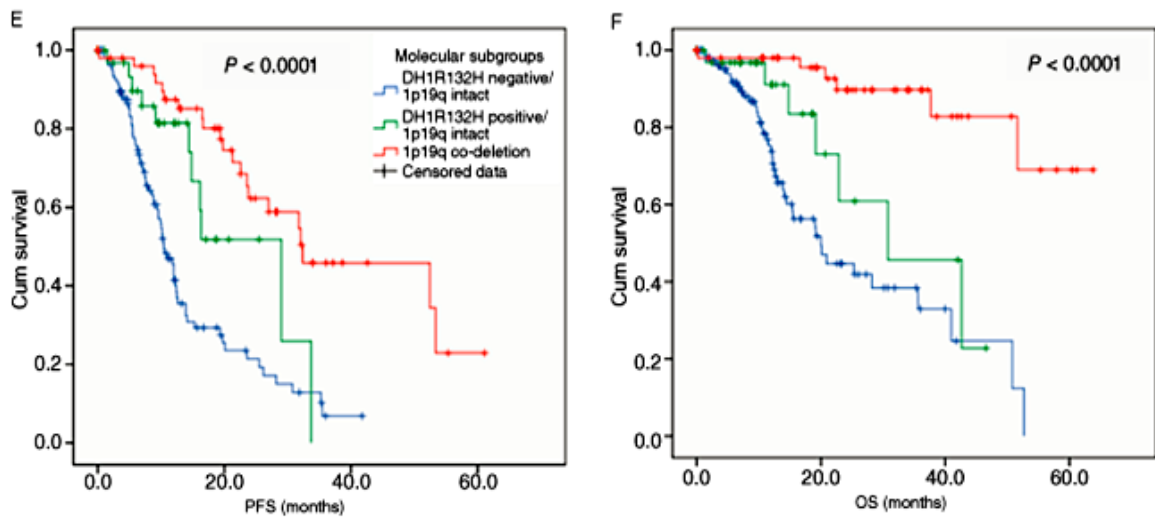 E
P < 0.0001
Molecular subgroups
DH1R132H negative/
1p19q intact
DH1R132H positive/
1p19q intact
1p19q co-deletion
Censored data
Cum survival
1.0
0.8
0.6
0.4
0.2
0.0
0.0 20.0 40.0 60.0
PFS (months)
F
P < 0.0001
Cum survival
1.0
0.8
0.6
0.4
0.2
0.0
0.0 20.0 40.0 60.0
OS (months)